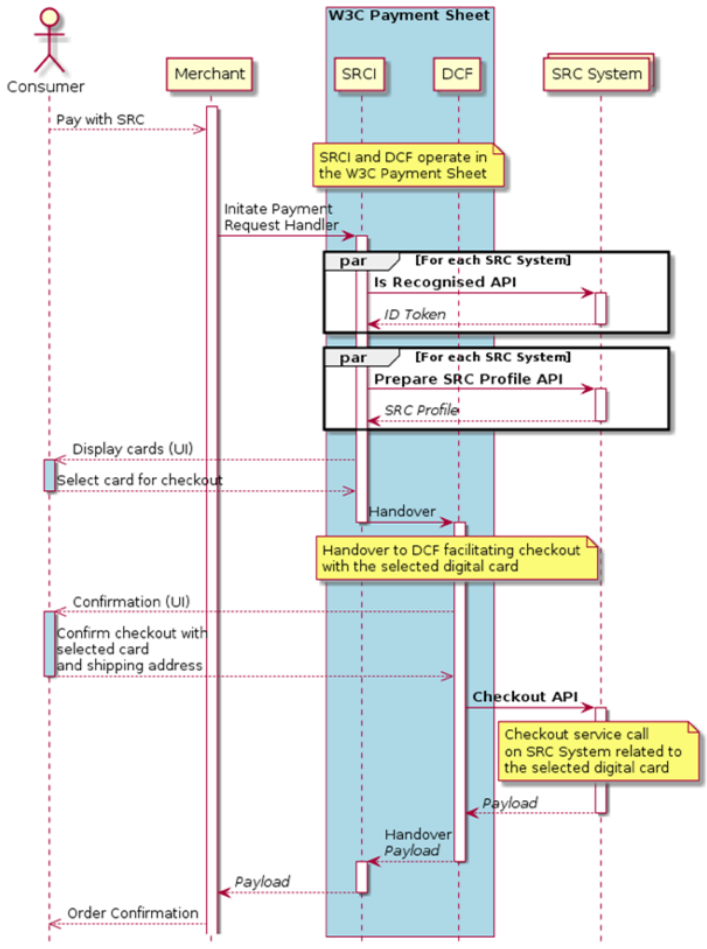 W3C Payment Sheet
Consumer
Merchant
SRCI
DCF
SRC System
Pay with SRC
SRCI and DCF operate in
the W3C Payment Sheet
Initate Payment
Request Handler
par [For each SRC System]
Is Recognised API
ID Token
par [For each SRC System]
Prepare SRC Profile API
SRC Profile
Display cards (UI)
Select card for checkout
Handover
Handover to DCF facilitating checkout
with the selected digital card
Confirmation (UI)
Confirm checkout with
selected card
and shipping address
Checkout API
Checkout service call
on SRC System related to
the selected digital card
Payload
Handover
Payload
Payload
Order Confirmation